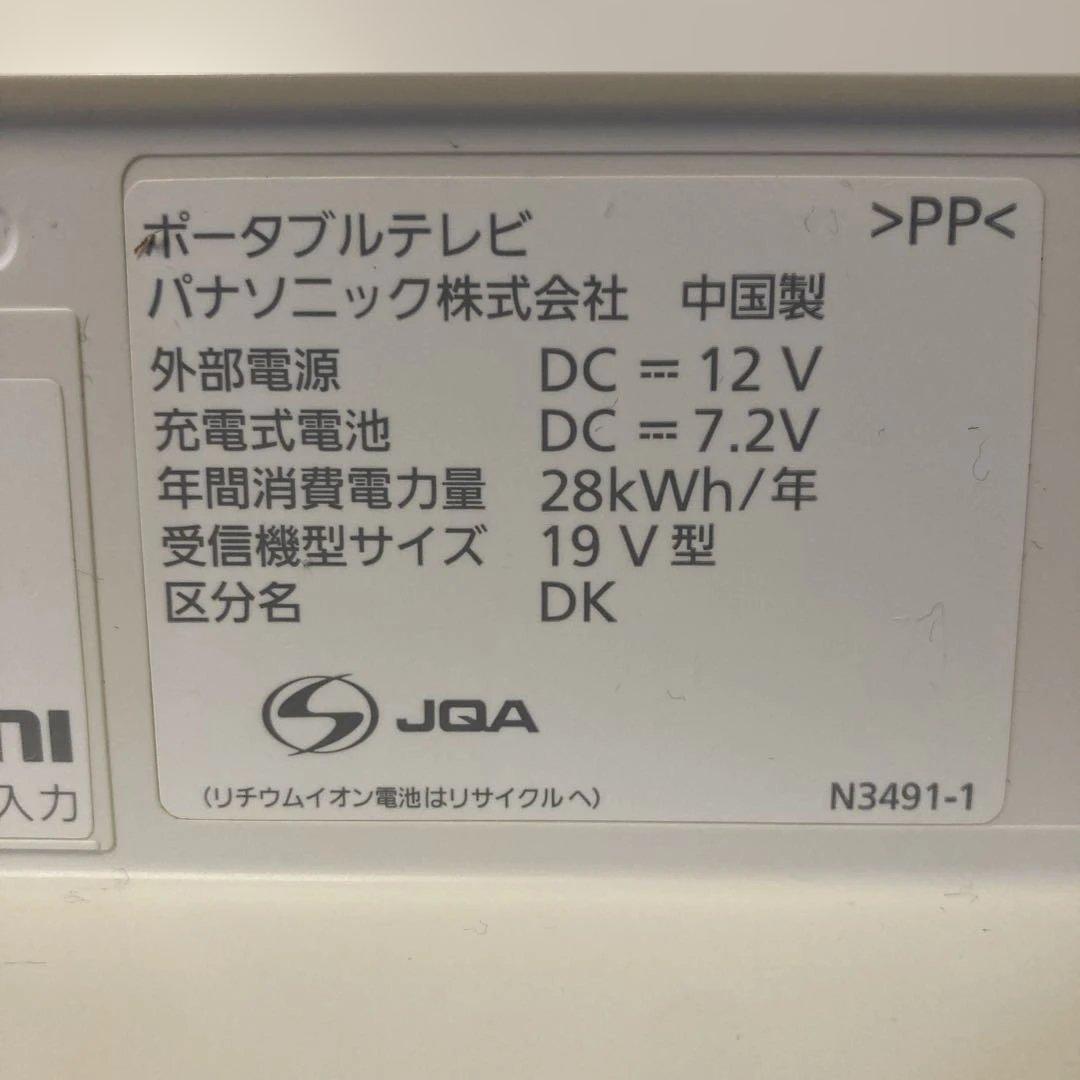 ポータブルテレビ >PP<
パナソニック株式会社 中国製
外部電源 DC ⎓ 12 V
充電式電池 DC ⎓ 7.2V
年間消費電力量 28kWh/年
受信機型サイズ 19 V 型
区分名 DK
JQA
(リチウムイオン電池はリサイクルへ) N3491-1
入力